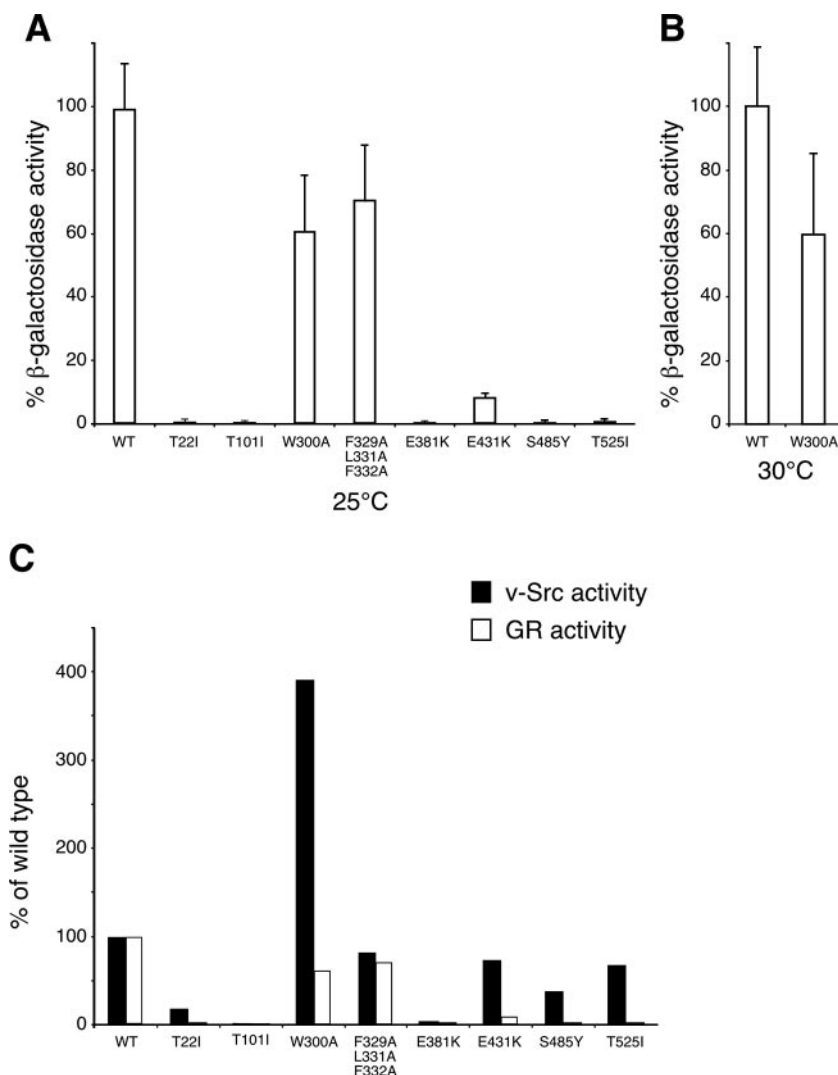 A
% β-galactosidase activity
100
80
60
40
20
0
WT T22I T101I W300A F329A E381K E431K S485Y T525I
L331A
F332A
25°C
B
% β-galactosidase activity
100
80
60
40
20
0
WT W300A
30°C
C
v-Src activity
GR activity
% of wild type
400
300
200
100
0
WT T22I T101I W300A F329A E381K E431K S485Y T525I
L331A
F332A